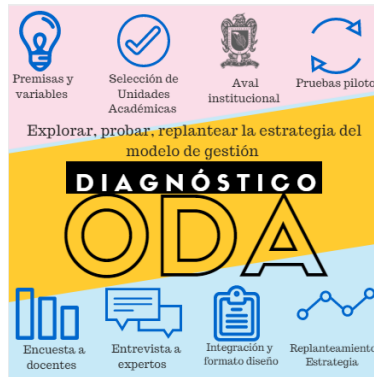 Premisas y
variables
Selección de
Unidades
Académicas
Aval
institucional
Pruebas piloto
Explorar, probar, replantear la estrategia del
modelo de gestión
DIAGNÓSTICO
ODA
Encuesta a
docentes
Entrevista a
expertos
Integración y
formato diseño
Replanteamiento
Estrategia